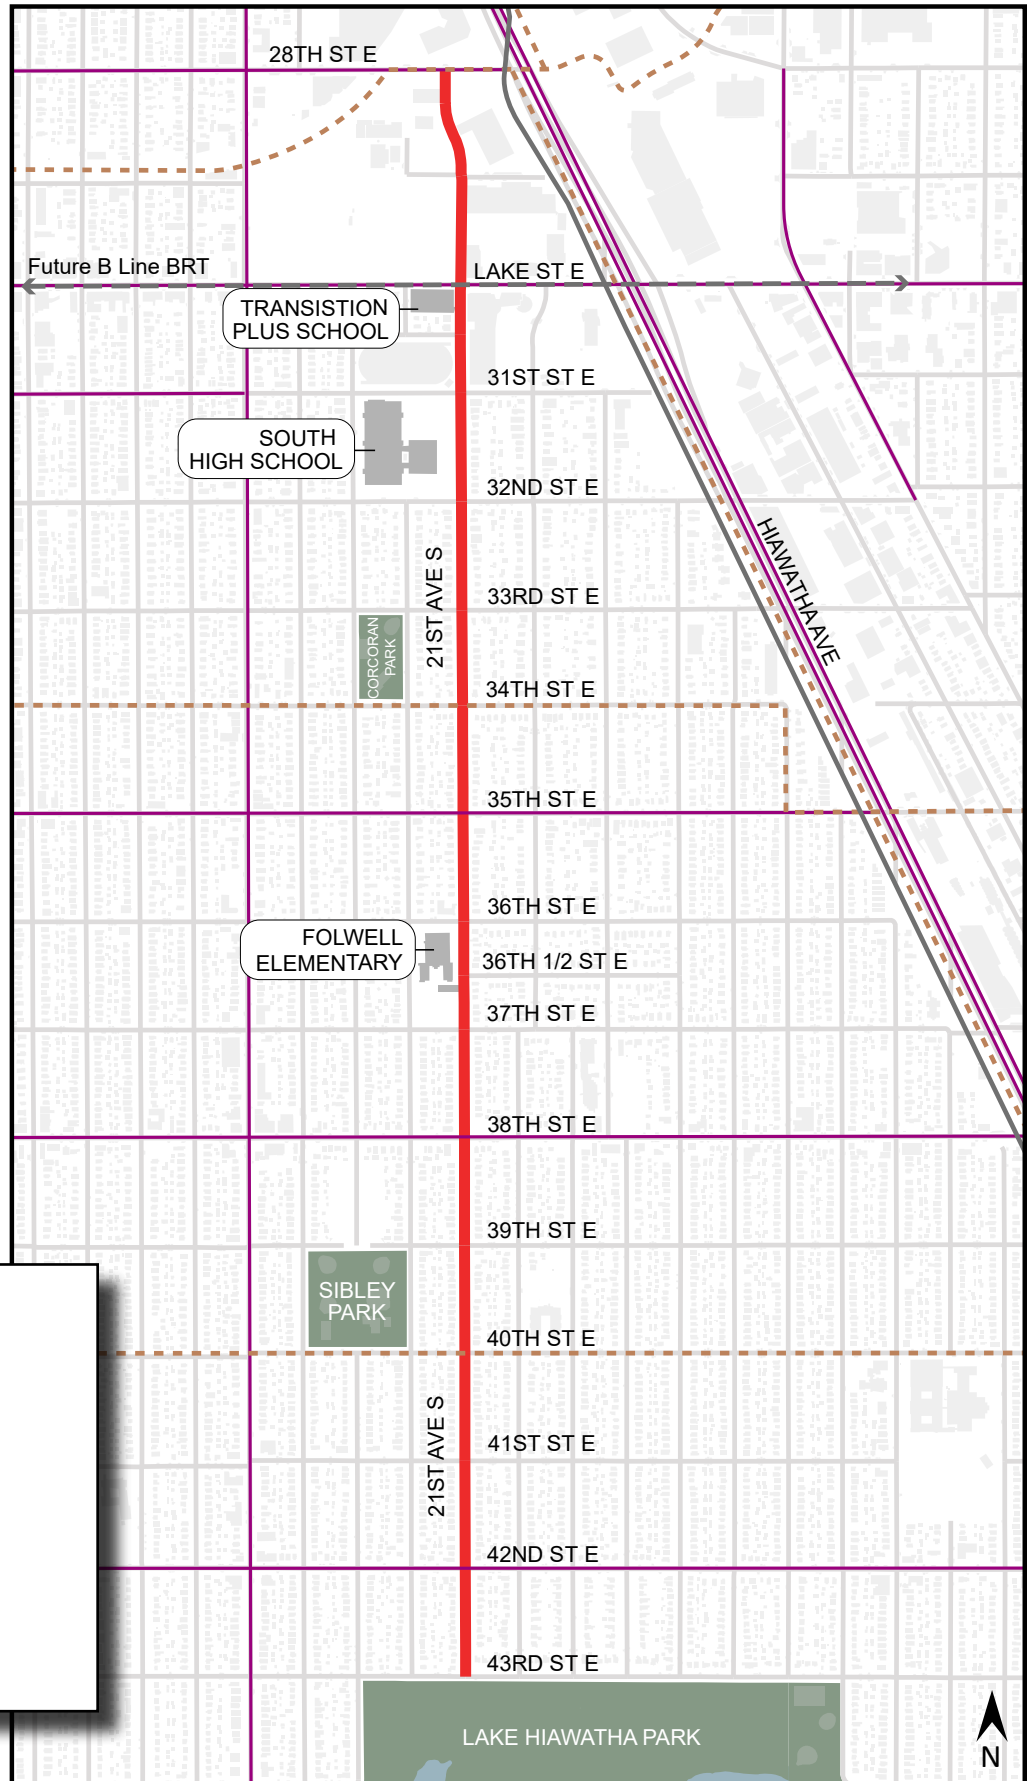 28TH ST E
Future B Line BRT
LAKE ST E
TRANSISTION
PLUS SCHOOL
31ST ST E
SOUTH
HIGH SCHOOL
32ND ST E
HIAWATHA AVE
21ST AVE S
33RD ST E
CORCORAN
PARK
34TH ST E
35TH ST E
36TH ST E
FOLWELL
ELEMENTARY
36TH 1/2 ST E
37TH ST E
38TH ST E
39TH ST E
SIBLEY
PARK
40TH ST E
21ST AVE S
41ST ST E
42ND ST E
43RD ST E
LAKE HIAWATHA PARK
N